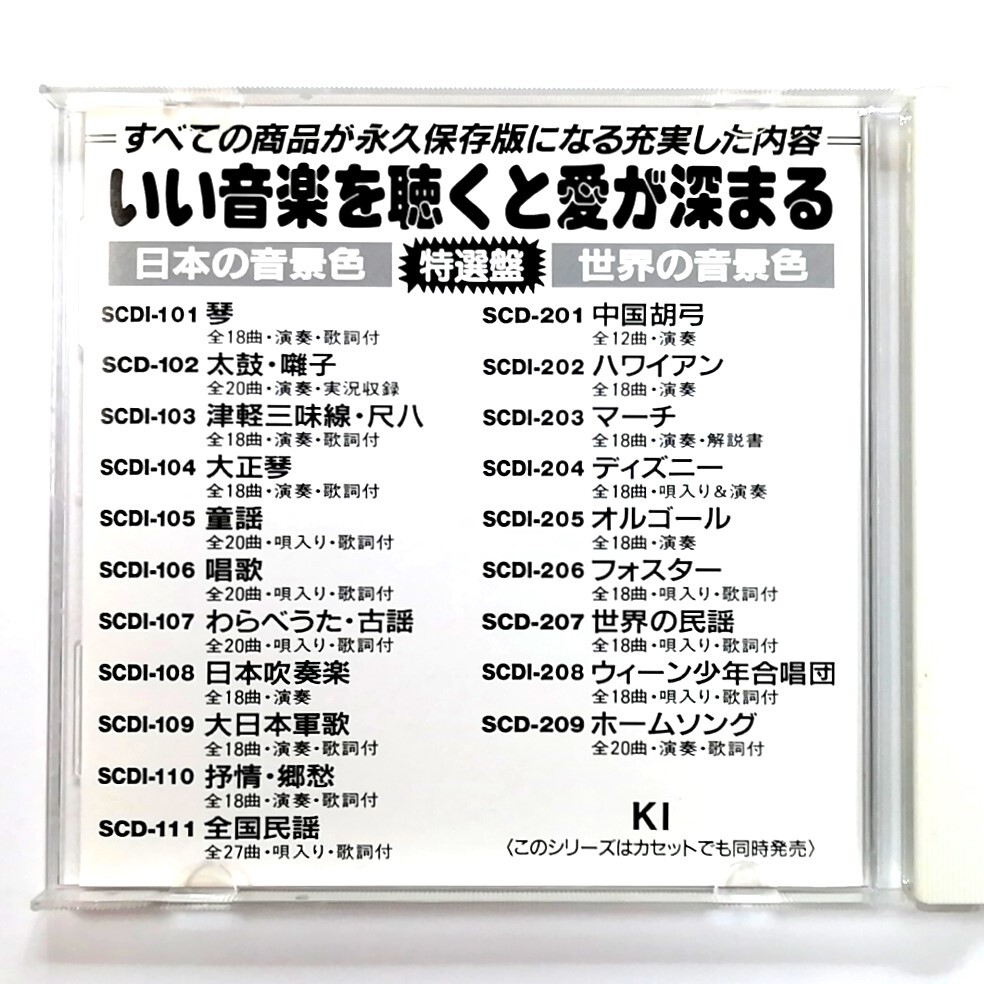 すべての商品が永久保存版になる充実した内容
いい音楽を聴くと愛が深まる
日本の音景色
特選盤
世界の音景色
SCDI-101 琴
全18曲・演奏・歌詞付
SCD-102 太鼓・囃子
全20曲・演奏・実況収録
SCDI-103 津軽三味線・尺八
全18曲・演奏・歌詞付
SCDI-104 大正琴
全18曲・演奏・歌詞付
SCDI-105 童謡
全20曲・唄入り・歌詞付
SCDI-106 唱歌
全20曲・唄入り・歌詞付
SCDI-107 わらべうた・古謡
全20曲・唄入り・歌詞付
SCDI-108 日本吹奏楽
全18曲・演奏
SCDI-109 大日本軍歌
全18曲・演奏・歌詞付
SCDI-110 抒情・郷愁
全18曲・演奏・歌詞付
SCD-111 全国民謡
全27曲・唄入り・歌詞付
SCD-201 中国胡弓
全12曲・演奏
SCDI-202 ハワイアン
全18曲・演奏
SCDI-203 マーチ
全18曲・演奏・解説書
SCDI-204 ディズニー
全18曲・唄入り&演奏
SCDI-205 オルゴール
全18曲・演奏
SCDI-206 フォスター
全18曲・唄入り・歌詞付
SCD-207 世界の民謡
全18曲・唄入り・歌詞付
SCDI-208 ウィーン少年合唱団
全18曲・唄入り・歌詞付
SCD-209 ホームソング
全20曲・演奏・歌詞付
KI
〈このシリーズはカセットでも同時発売〉